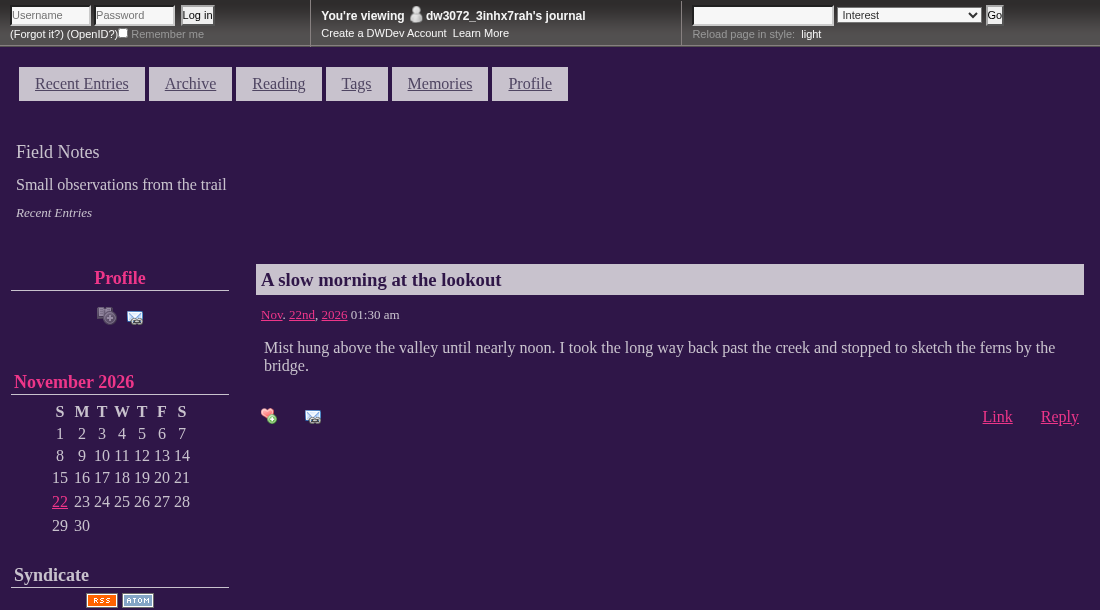 Username Password Log in
(Forgot it?) (OpenID?) Remember me
You're viewing dw3072_3inhx7rah's journal
Create a DWDev Account Learn More
Interest Go
Reload page in style: light
Recent Entries Archive Reading Tags Memories Profile
Field Notes
Small observations from the trail
Recent Entries
Profile
November 2026
S M T W T F S
1 2 3 4 5 6 7
8 9 10 11 12 13 14
15 16 17 18 19 20 21
22 23 24 25 26 27 28
29 30
Syndicate
RSS ATOM
A slow morning at the lookout
Nov. 22nd, 2026 01:30 am
Mist hung above the valley until nearly noon. I took the long way back past the creek and stopped to sketch the ferns by the
bridge.
Link Reply